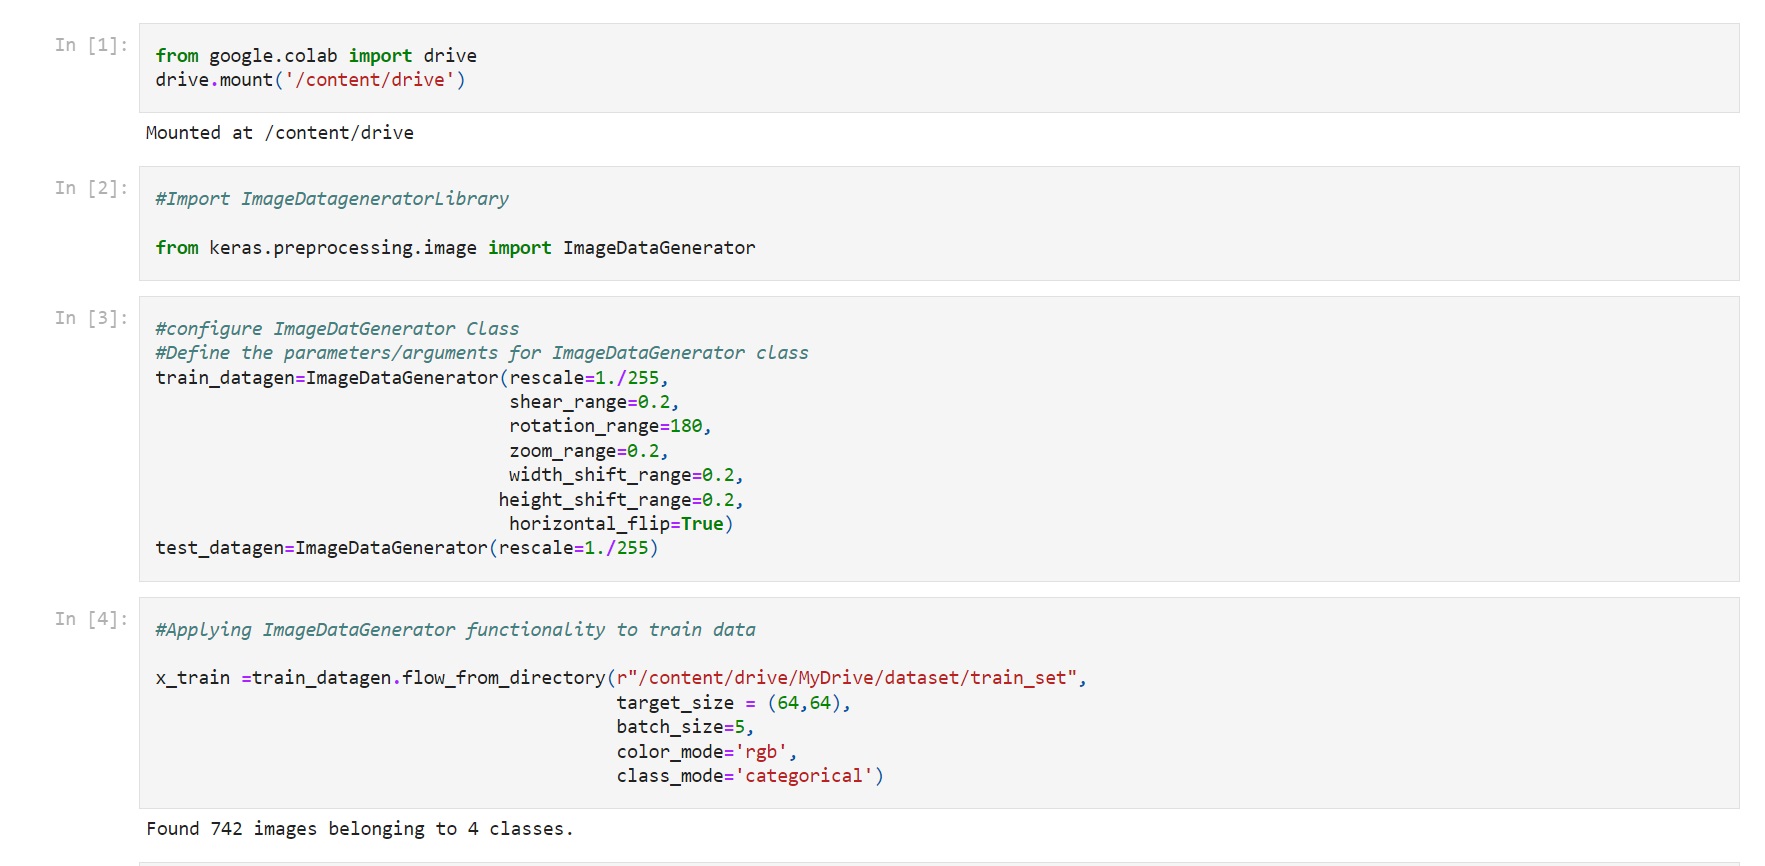 In [1]:
from google.colab import drive
drive.mount('/content/drive')
Mounted at /content/drive
In [2]:
#Import ImageDatageneratorLibrary
from keras.preprocessing.image import ImageDataGenerator
In [3]:
#configure ImageDatGenerator Class
#Define the parameters/arguments for ImageDataGenerator class
train_datagen=ImageDataGenerator(rescale=1./255,
shear_range=0.2,
rotation_range=180,
zoom_range=0.2,
width_shift_range=0.2,
height_shift_range=0.2,
horizontal_flip=True)
test_datagen=ImageDataGenerator(rescale=1./255)
In [4]:
#Applying ImageDataGenerator functionality to train data
x_train =train_datagen.flow_from_directory(r"/content/drive/MyDrive/dataset/train_set",
target_size = (64,64),
batch_size=5,
color_mode='rgb',
class_mode='categorical')
Found 742 images belonging to 4 classes.